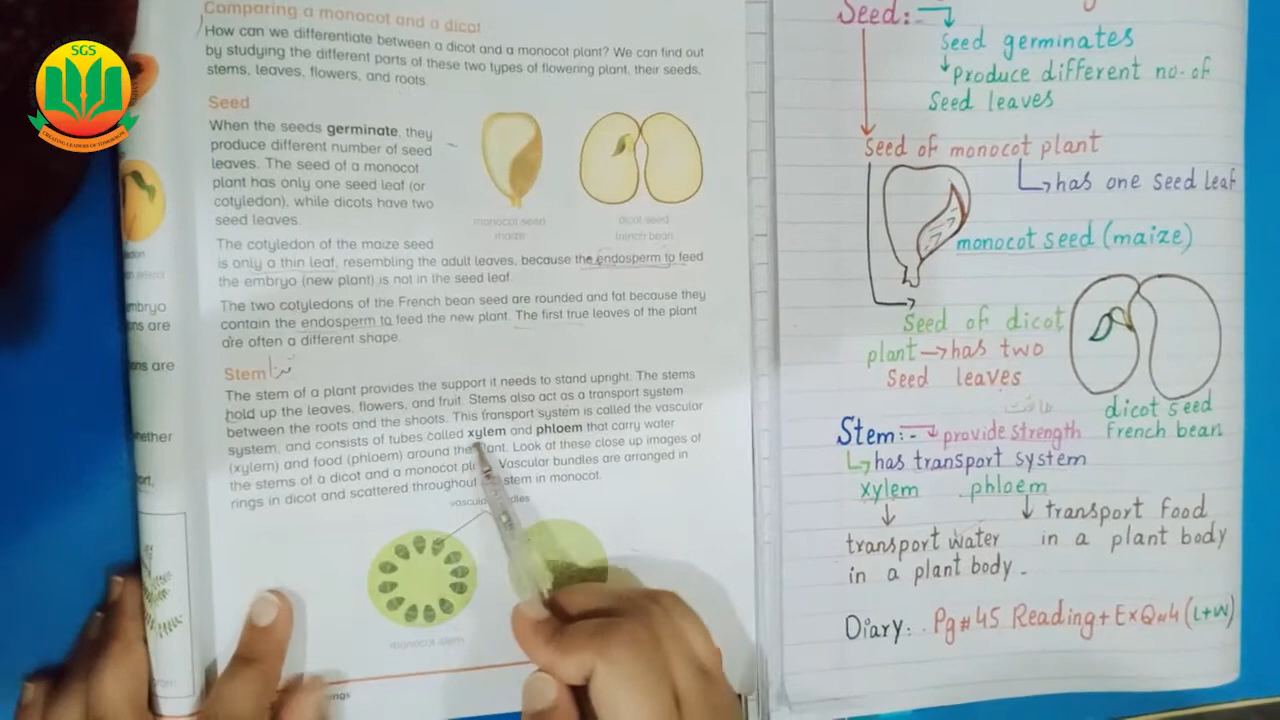 SGS
CREATING LEADERS OF TOMORROW
Comparing a monocot and a dicot
How can we differentiate between a dicot and a monocot plant? We can find out
by studying the different parts of these two types of flowering plant, their seeds,
stems, leaves, flowers, and roots.
Seed
When the seeds germinate, they
produce different number of seed
leaves. The seed of a monocot
plant has only one seed leaf (or
cotyledon), while dicots have two
seed leaves.
monocot seed
maize
dicot seed
french bean
The cotyledon of the maize seed
is only a thin leaf, resembling the adult leaves, because the endosperm to feed
the embryo (new plant) is not in the seed leaf.
The two cotyledons of the French bean seed are rounded and fat because they
contain the endosperm to feed the new plant. The first true leaves of the plant
are often a different shape.
Stem
The stem of a plant provides the support it needs to stand upright. The stems
hold up the leaves, flowers, and fruit. Stems also act as a transport system
between the roots and the shoots. This transport system is called the vascular
system, and consists of tubes called xylem and phloem that carry water
(xylem) and food (phloem) around the plant. Look at these close up images of
the stems of a dicot and a monocot Vascular bundles are arranged in
rings in dicot and scattered throughout stem in monocot.
monocot stem
embryo
ons are
ons are
Seed:-
Seed germinates
Produce different no. of
Seed leaves
Seed of monocot plant
has one seed leaf
monocot seed (maize)
Seed of dicot
plant → has two
Seed leaves
dicot seed
french bean
Stem:- provide strength
has transport system
xylem phloem
transport food
transport water in a plant body
in a plant body.
Diary: Pg# 45 Reading + Ex Q#4 (L+W)